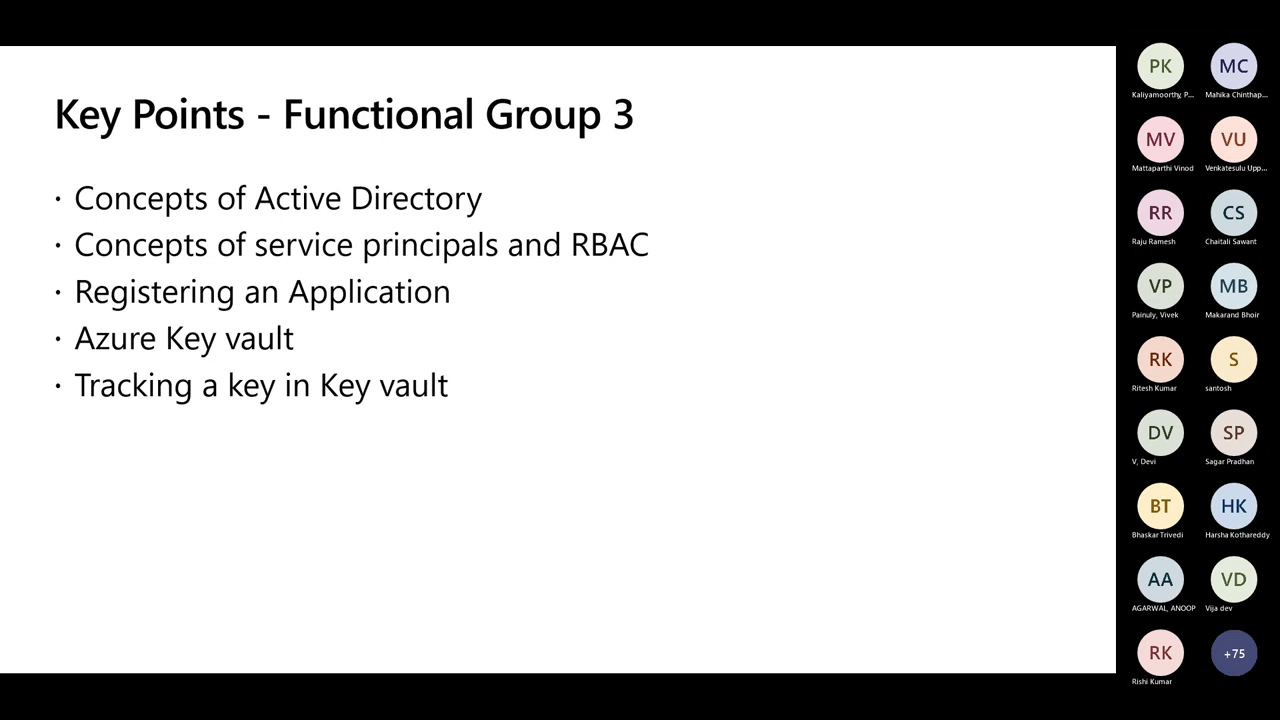 Key Points - Functional Group 3
· Concepts of Active Directory
· Concepts of service principals and RBAC
· Registering an Application
· Azure Key vault
· Tracking a key in Key vault
PK MC
Kaliyamoorthy, P... Mahika Chinthap...
MV VU
Mattaparthi Vinod Venkatesulu Upp...
RR CS
Raju Ramesh Chaitali Sawant
VP MB
Painuly, Vivek Makarand Bhoir
RK S
Ritesh Kumar santosh
DV SP
V, Devi Sagar Pradhan
BT HK
Bhaskar Trivedi Harsha Kothareddy
AA VD
AGARWAL, ANOOP Vija dev
RK +75
Rishi Kumar